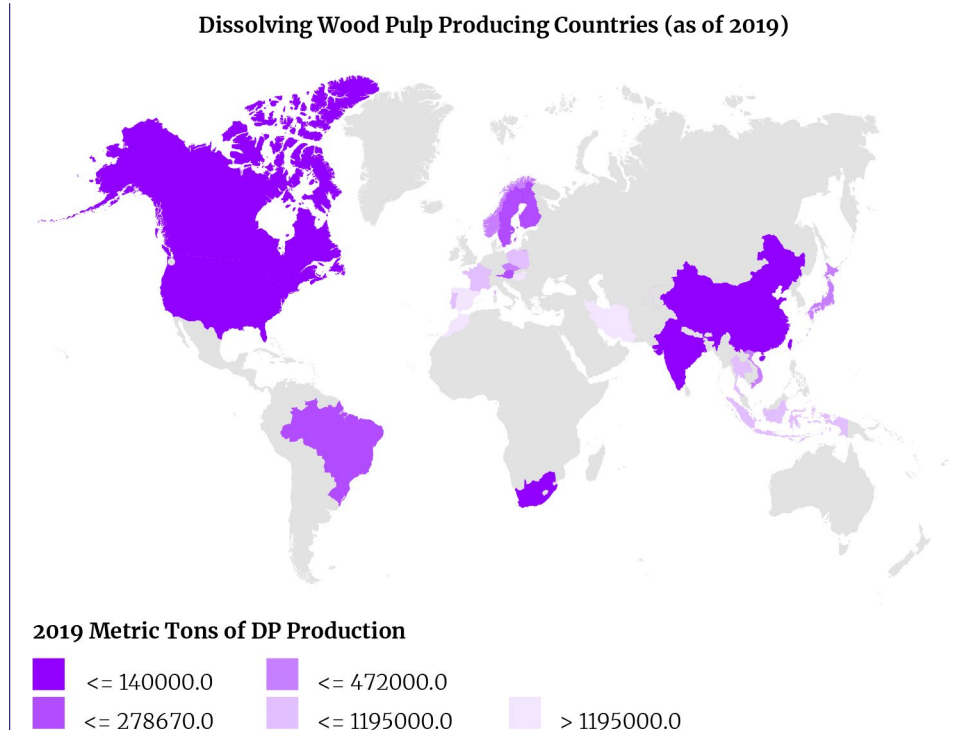 Dissolving Wood Pulp Producing Countries (as of 2019)
2019 Metric Tons of DP Production
<= 140000.0 <= 472000.0
<= 278670.0 <= 1195000.0 > 1195000.0